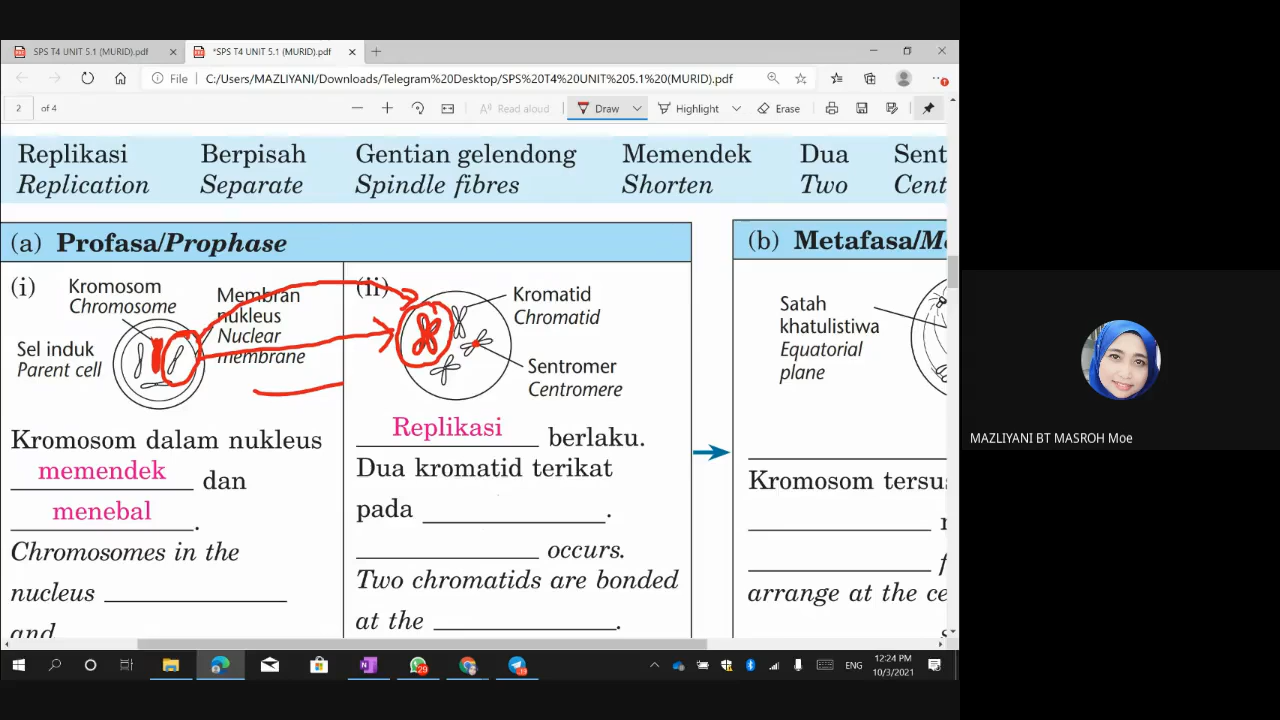 SPS T4 UNIT 5.1 (MURID).pdf
*SPS T4 UNIT 5.1 (MURID).pdf
File
C:/Users/MAZLIYANI/Downloads/Telegram%20Desktop/SPS%20T4%20UNIT%205.1%20(MURID).pdf
2 of 4
Read aloud
Draw
Highlight
Erase
Replikasi Berpisah Gentian gelendong Memendek Dua Sent
Replication Separate Spindle fibres Shorten Two Cent
(a) Profasa/Prophase
(i)
Kromosom
Chromosome
Membran
nukleus
Nuclear
membrane
Sel induk
Parent cell
Kromosom dalam nukleus
memendek dan
menebal.
Chromosomes in the
nucleus
and
(ii)
Kromatid
Chromatid
Sentromer
Centromere
Replikasi berlaku.
Dua kromatid terikat
pada .
occurs.
Two chromatids are bonded
at the .
(b) Metafasa/Me
Satah
khatulistiwa
Equatorial
plane
Kromosom tersu
arrange at the ce
MAZLIYANI BT MASROH Moe
29
ENG
12:24 PM
10/3/2021